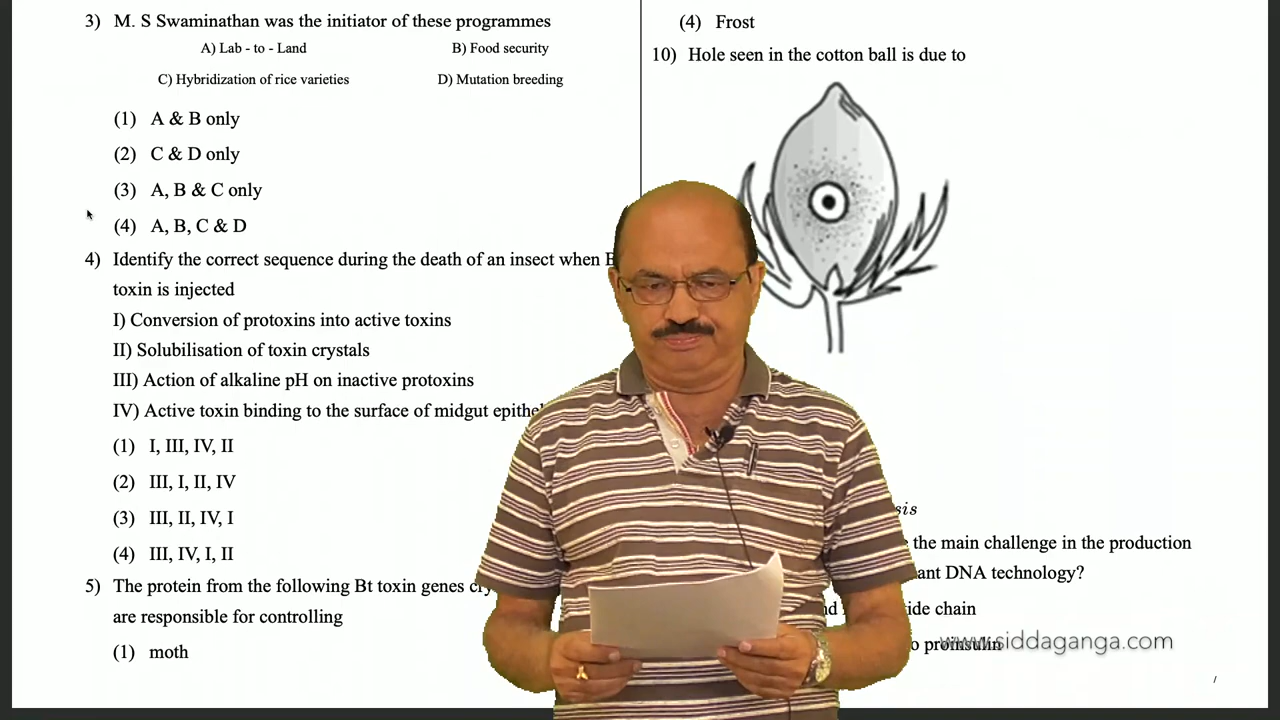 3) M. S Swaminathan was the initiator of these programmes
A) Lab - to - Land B) Food security
C) Hybridization of rice varieties D) Mutation breeding
(1) A & B only
(2) C & D only
(3) A, B & C only
(4) A, B, C & D
4) Identify the correct sequence during the death of an insect when
toxin is injected
I) Conversion of protoxins into active toxins
II) Solubilisation of toxin crystals
III) Action of alkaline pH on inactive protoxins
IV) Active toxin binding to the surface of midgut
(1) I, III, IV, II
(2) III, I, II, IV
(3) III, II, IV, I
(4) III, IV, I, II
5) The protein from the following Bt toxin genes
are responsible for controlling
(1) moth
(4) Frost
10) Hole seen in the cotton ball is due to
the main challenge in the production
DNA technology?
chain
proinsulin
www.siddaganga.com